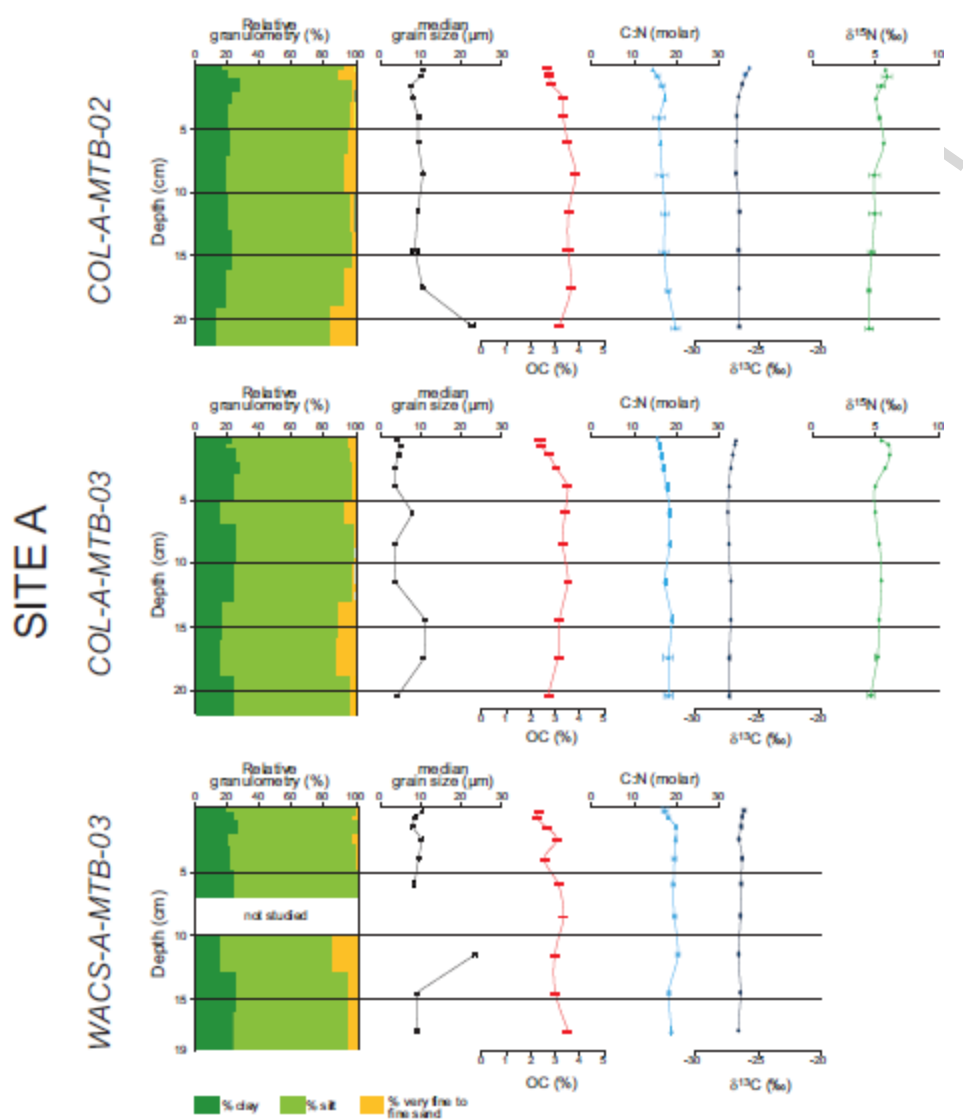 SITE A
COL-A-MTB-02
Relative
granulometry (%)
0 20 40 60 80 100
median
grain size (µm)
0 10 20 30
C:N (molar)
0 10 20 30
δ¹⁵N (‰)
0 5 10
Depth (cm)
5
10
15
20
0 1 2 3 4 5
OC (%)
-30 -25 -20
δ¹³C (‰)
COL-A-MTB-03
Relative
granulometry (%)
0 20 40 60 80 100
median
grain size (µm)
0 10 20 30
C:N (molar)
0 10 20 30
δ¹⁵N (‰)
0 5 10
Depth (cm)
5
10
15
20
0 1 2 3 4 5
OC (%)
-30 -25 -20
δ¹³C (‰)
WACS-A-MTB-03
Relative
granulometry (%)
0 20 40 60 80 100
median
grain size (µm)
0 10 20 30
C:N (molar)
0 10 20 30
Depth (cm)
5
not studied
10
15
19
0 1 2 3 4 5
OC (%)
-30 -25 -20
δ¹³C (‰)
% clay
% silt
% very fine to
fine sand